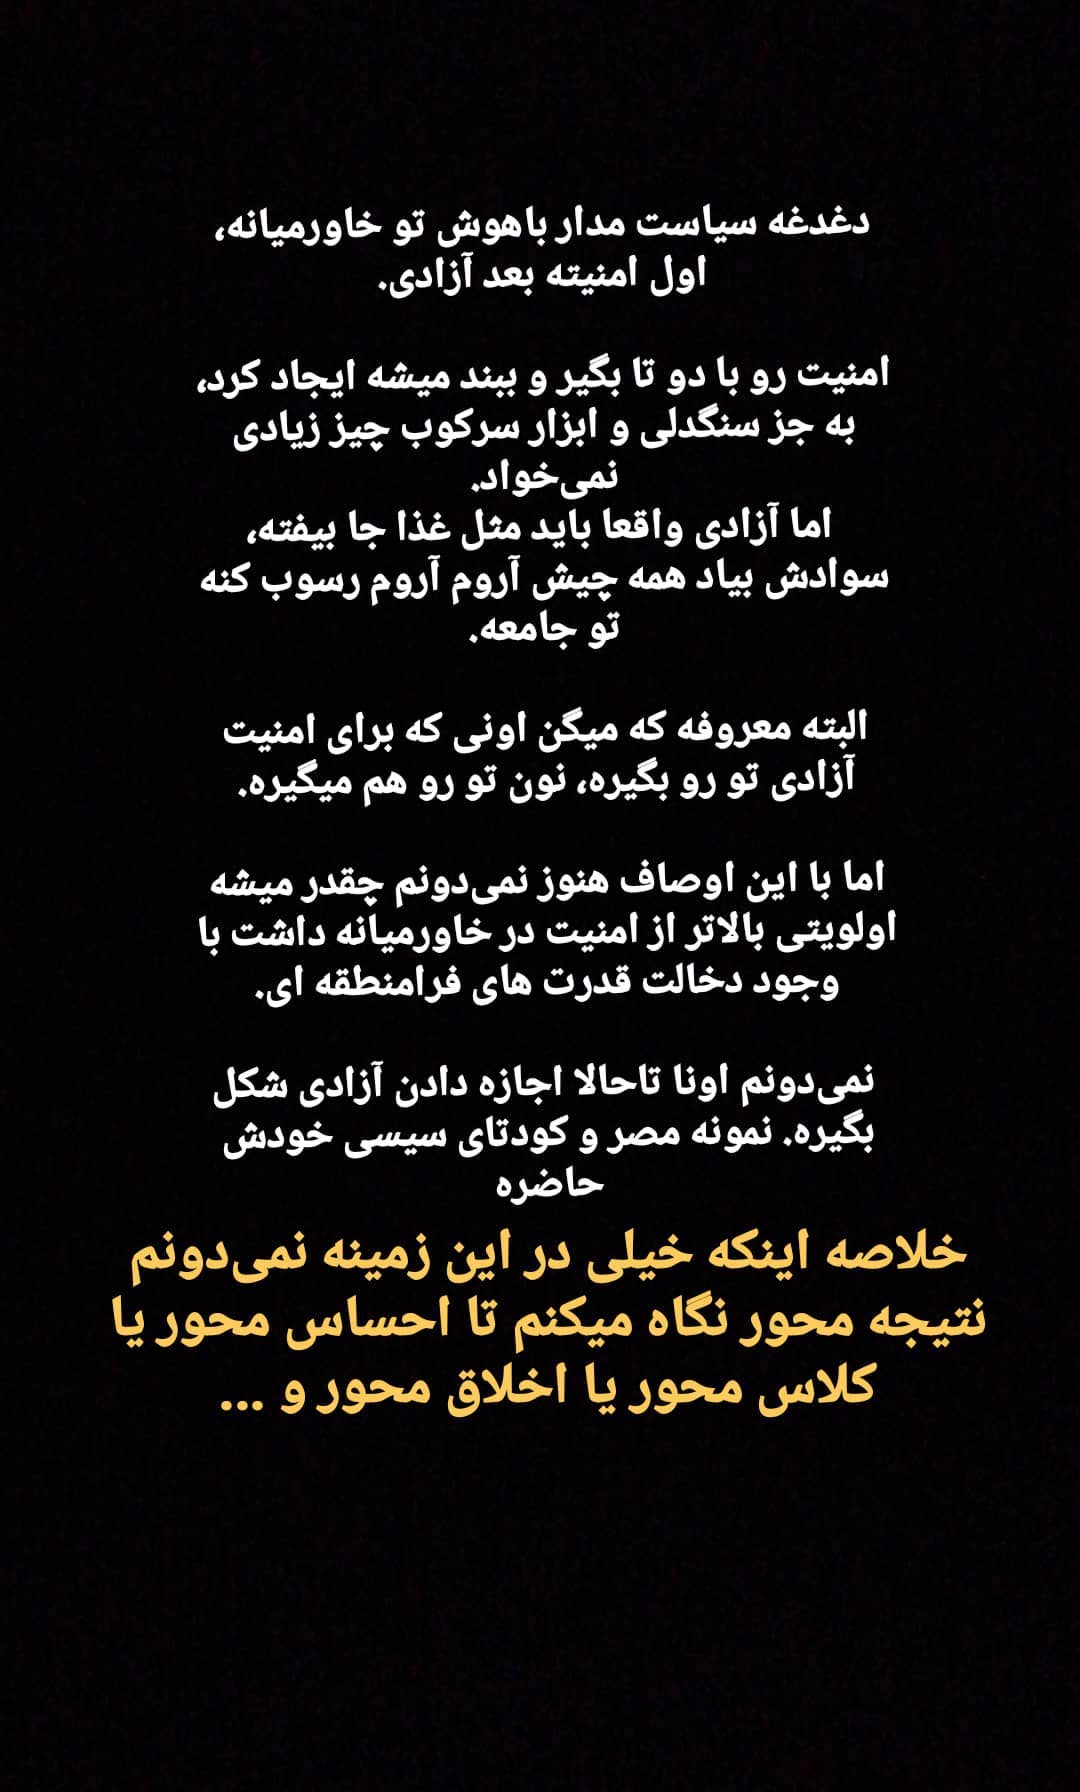 دغدغه سیاست مدار باهوش تو خاورمیانه،
اول امنیته بعد آزادی.
امنیت رو با دو تا بگیر و ببند میشه ایجاد کرد،
به جز سنگدلی و ابزار سرکوب چیز زیادی
نمی‌خواد.
اما آزادی واقعا باید مثل غذا جا بیفته،
سوادش بیاد همه چیش آروم آروم رسوب کنه
تو جامعه.
البته معروفه که میگن اونی که برای امنیت
آزادی تو رو بگیره، نون تو رو هم میگیره.
اما با این اوصاف هنوز نمی‌دونم چقدر میشه
اولویتی بالاتر از امنیت در خاورمیانه داشت با
وجود دخالت قدرت های فرامنطقه ای.
نمی‌دونم اونا تاحالا اجازه دادن آزادی شکل
بگیره. نمونه مصر و کودتای سیسی خودش
حاضره
خلاصه اینکه خیلی در این زمینه نمی‌دونم
نتیجه محور نگاه میکنم تا احساس محور یا
کلاس محور یا اخلاق محور و ...